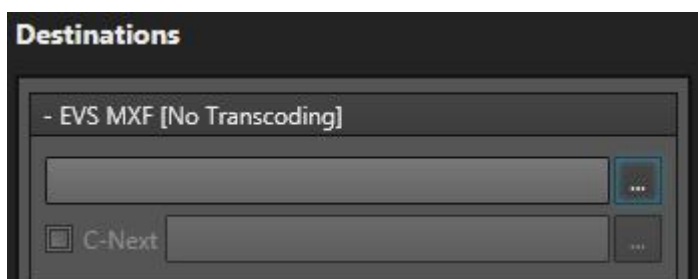 Destinations
- EVS MXF [No Transcoding]
...
C-Next ...